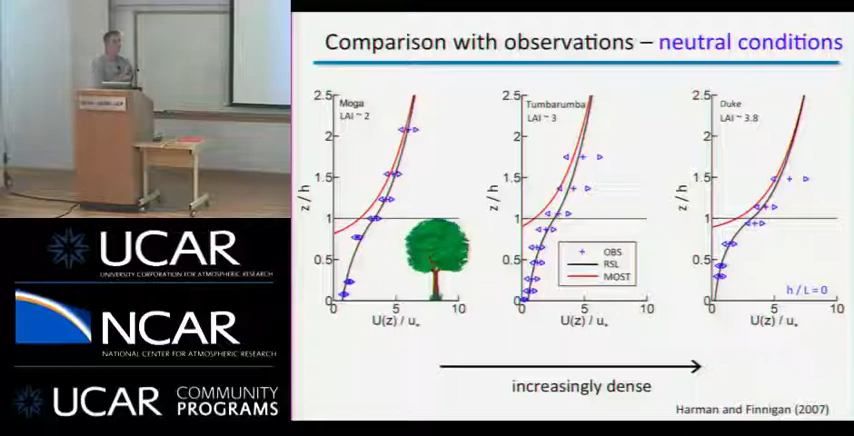 Comparison with observations – neutral conditions
Moga
LAI ~ 2
2.5
2
1.5
1
0.5
0
z / h
0 5 10
U(z) / u*
Tumbarumba
LAI ~ 3
2.5
2
1.5
1
0.5
0
z / h
OBS
RSL
MOST
0 5 10
U(z) / u*
Duke
LAI ~ 3.8
2.5
2
1.5
1
0.5
0
z / h
h / L = 0
0 5 10
U(z) / u*
increasingly dense
Harman and Finnigan (2007)
UCAR
UNIVERSITY CORPORATION FOR ATMOSPHERIC RESEARCH
NCAR
NATIONAL CENTER FOR ATMOSPHERIC RESEARCH
UCAR COMMUNITY
PROGRAMS